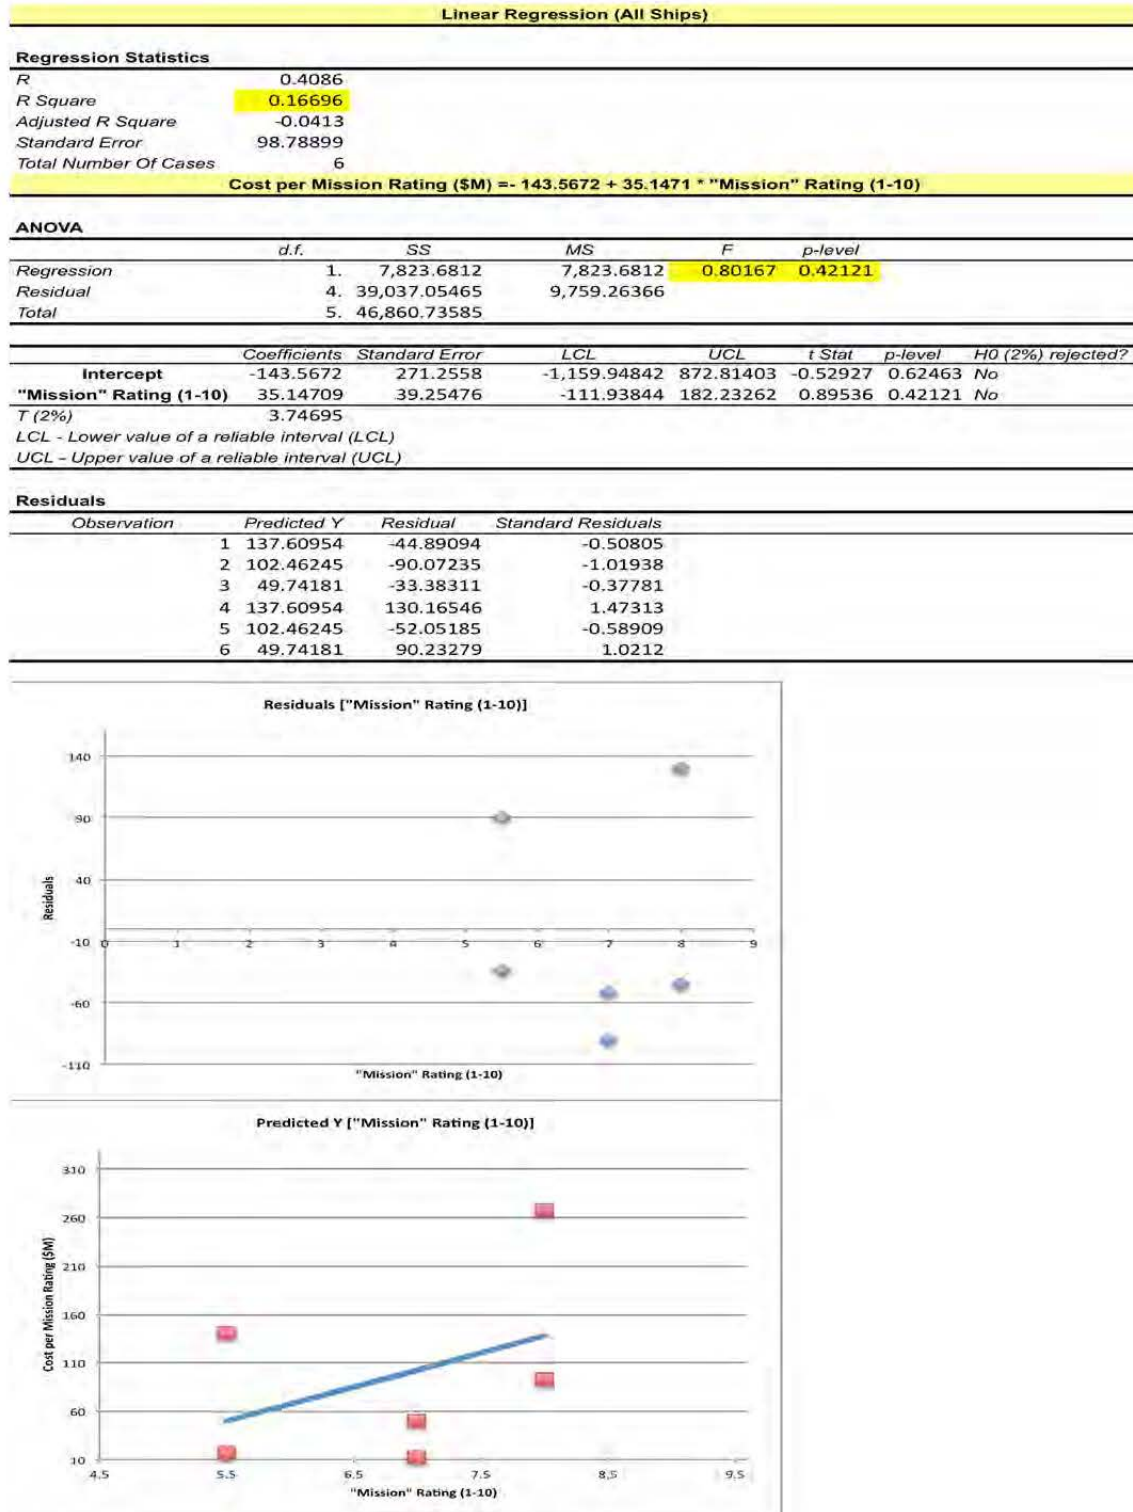 Linear Regression (All Ships)
Regression Statistics
R 0.4086
R Square 0.16696
Adjusted R Square -0.0413
Standard Error 98.78899
Total Number Of Cases 6
Cost per Mission Rating ($M) =- 143.5672 + 35.1471 * "Mission" Rating (1-10)
ANOVA
d.f. SS MS F p-level
Regression 1. 7,823.6812 7,823.6812 0.80167 0.42121
Residual 4. 39,037.05465 9,759.26366
Total 5. 46,860.73585
Coefficients Standard Error LCL UCL t Stat p-level H0 (2%) rejected?
Intercept -143.5672 271.2558 -1,159.94842 872.81403 -0.52927 0.62463 No
"Mission" Rating (1-10) 35.14709 39.25476 -111.93844 182.23262 0.89536 0.42121 No
T (2%) 3.74695
LCL - Lower value of a reliable interval (LCL)
UCL - Upper value of a reliable interval (UCL)
Residuals
Observation Predicted Y Residual Standard Residuals
1 137.60954 -44.89094 -0.50805
2 102.46245 -90.07235 -1.01938
3 49.74181 -33.38311 -0.37781
4 137.60954 130.16546 1.47313
5 102.46245 -52.05185 -0.58909
6 49.74181 90.23279 1.0212
Residuals ["Mission" Rating (1-10)]
140
90
40
Residuals
-10 0 1 2 3 4 5 6 7 8 9
-60
-110
"Mission" Rating (1-10)
Predicted Y ["Mission" Rating (1-10)]
310
260
210
160
Cost per Mission Rating ($M)
110
60
10
4.5 5.5 6.5 7.5 8.5 9.5
"Mission" Rating (1-10)